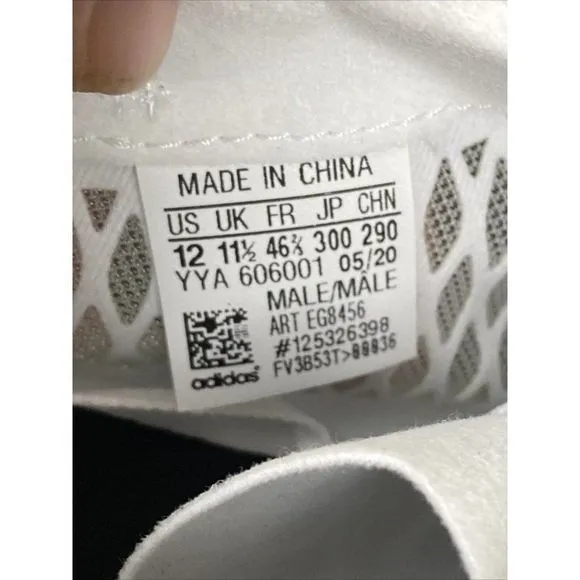 MADE IN CHINA
US UK FR JP CHN
12 11½ 46⅔ 300 290
YYA 606001 05/20
MALE/MÂLE
ART EG8456
#125326398
FV3B53T>00036
adidas